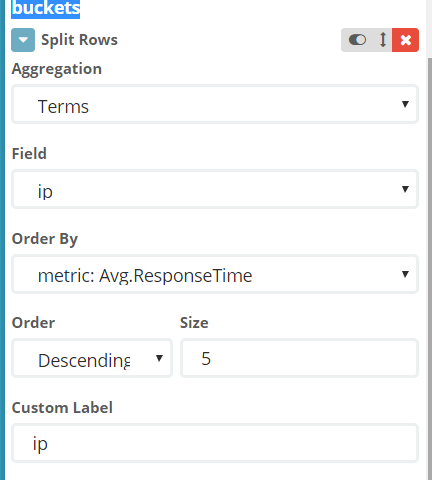 buckets
Split Rows
Aggregation
Terms
Field
ip
Order By
metric: Avg.ResponseTime
Order Size
Descending 5
Custom Label
ip